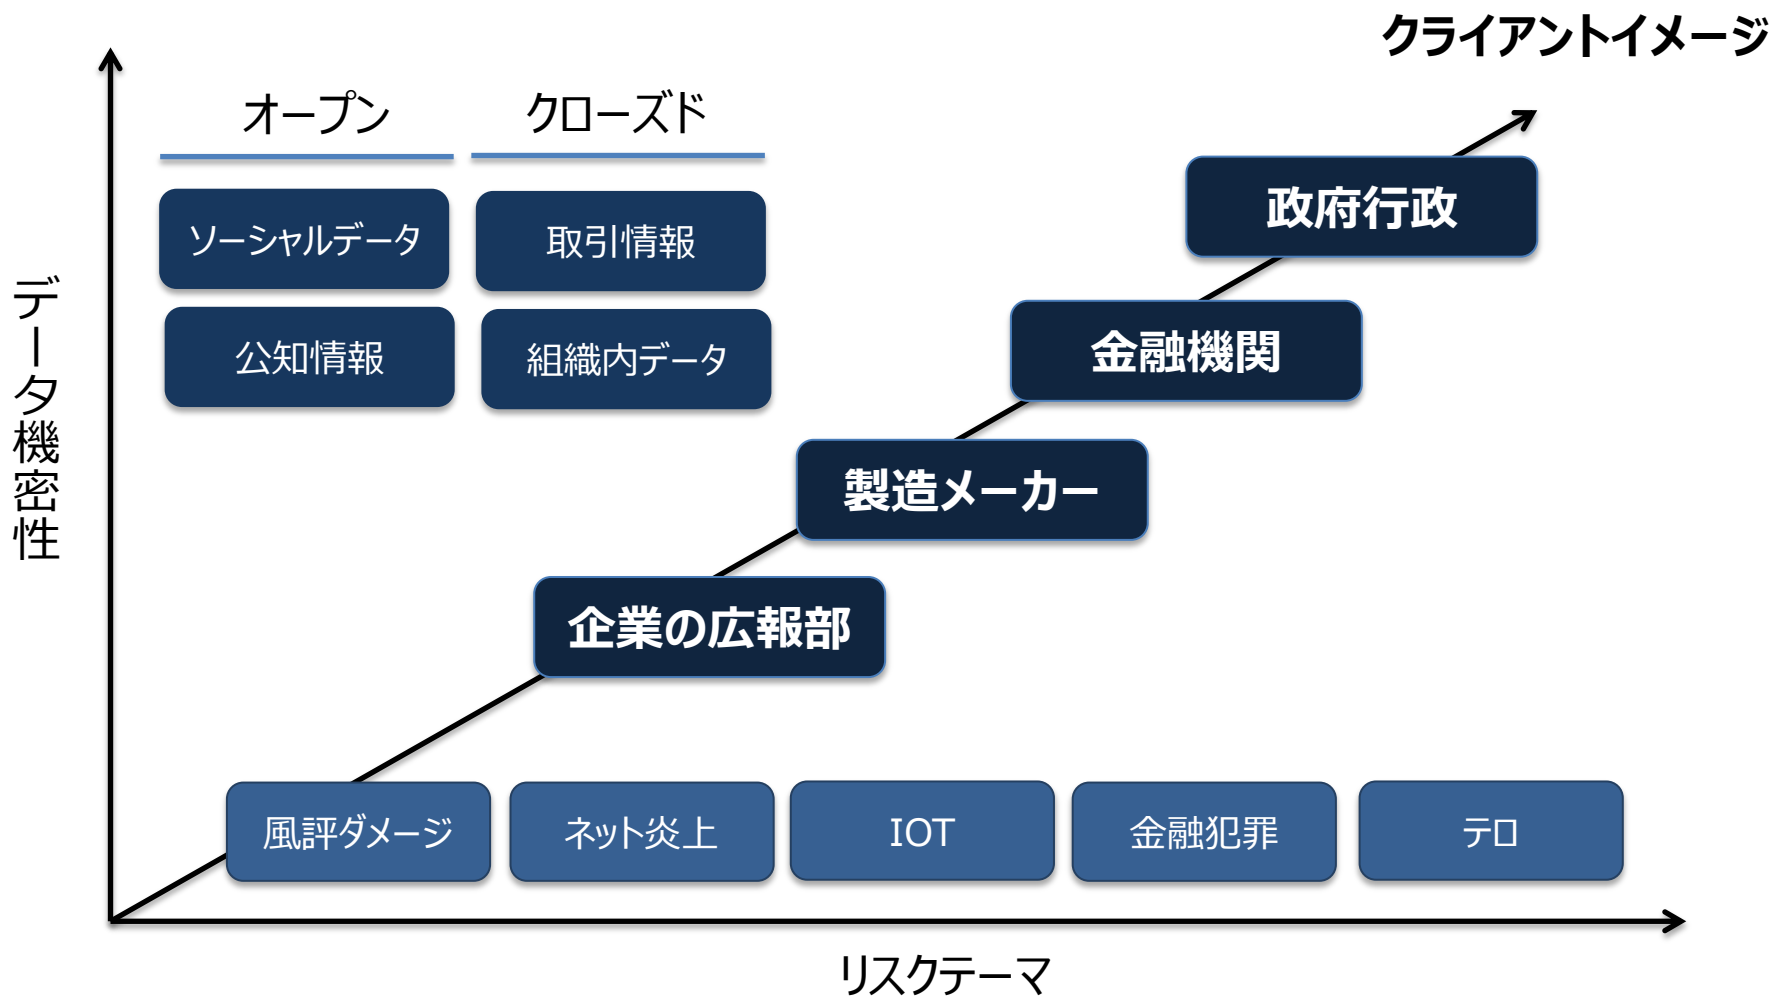 クライアントイメージ
オープン
クローズド
ソーシャルデータ
取引情報
公知情報
組織内データ
政府行政
金融機関
製造メーカー
企業の広報部
データ機密性
風評ダメージ
ネット炎上
IOT
金融犯罪
テロ
リスクテーマ